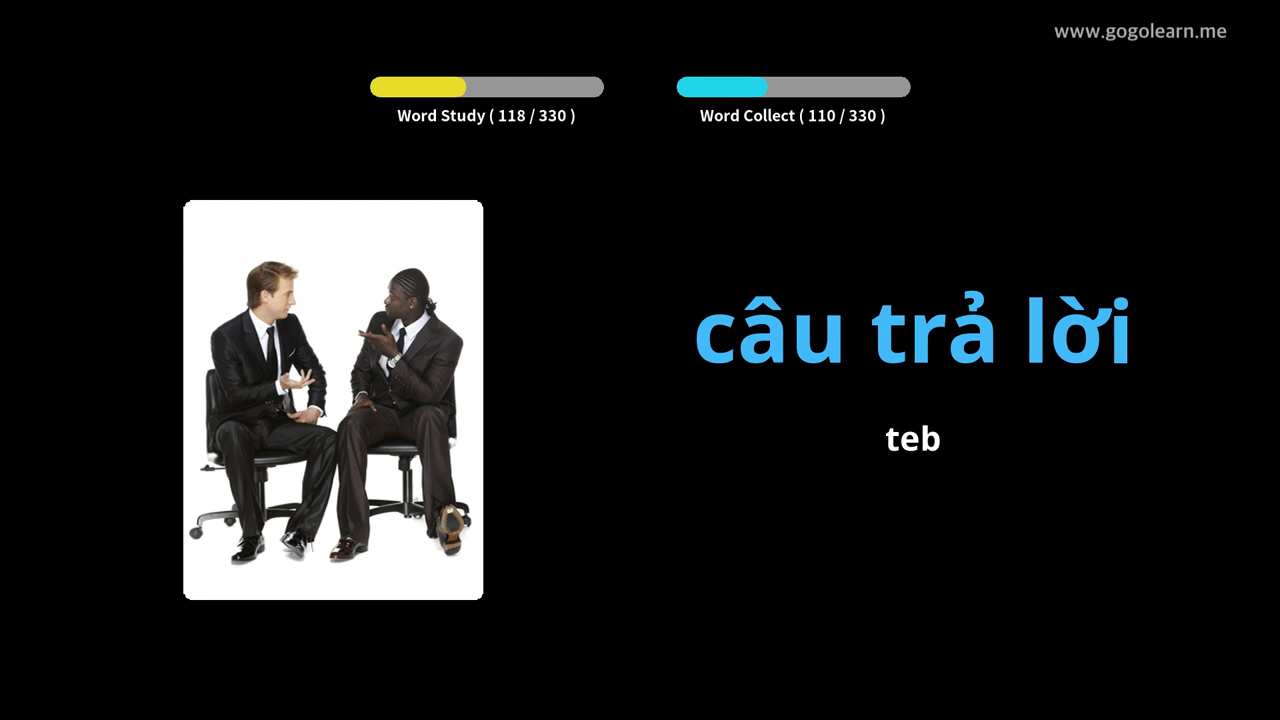 www.gogolearn.me
Word Study ( 118 / 330 )
Word Collect ( 110 / 330 )
câu trả lời
teb